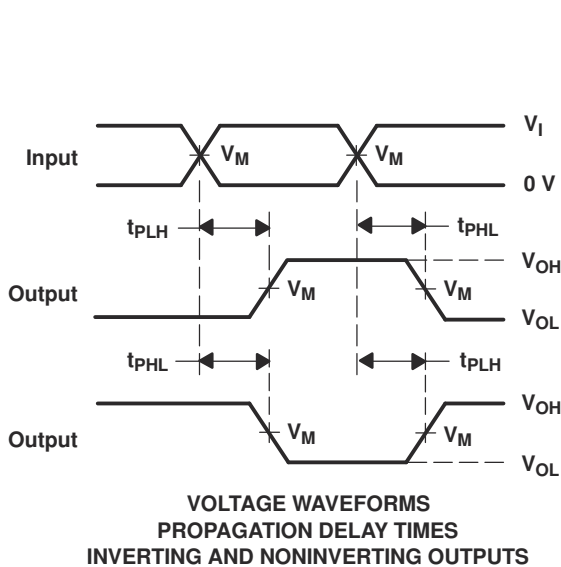 V_I
Input
V_M
V_M
0 V
t_PLH
t_PHL
V_OH
Output
V_M
V_M
V_OL
t_PHL
t_PLH
V_OH
Output
V_M
V_M
V_OL
VOLTAGE WAVEFORMS
PROPAGATION DELAY TIMES
INVERTING AND NONINVERTING OUTPUTS